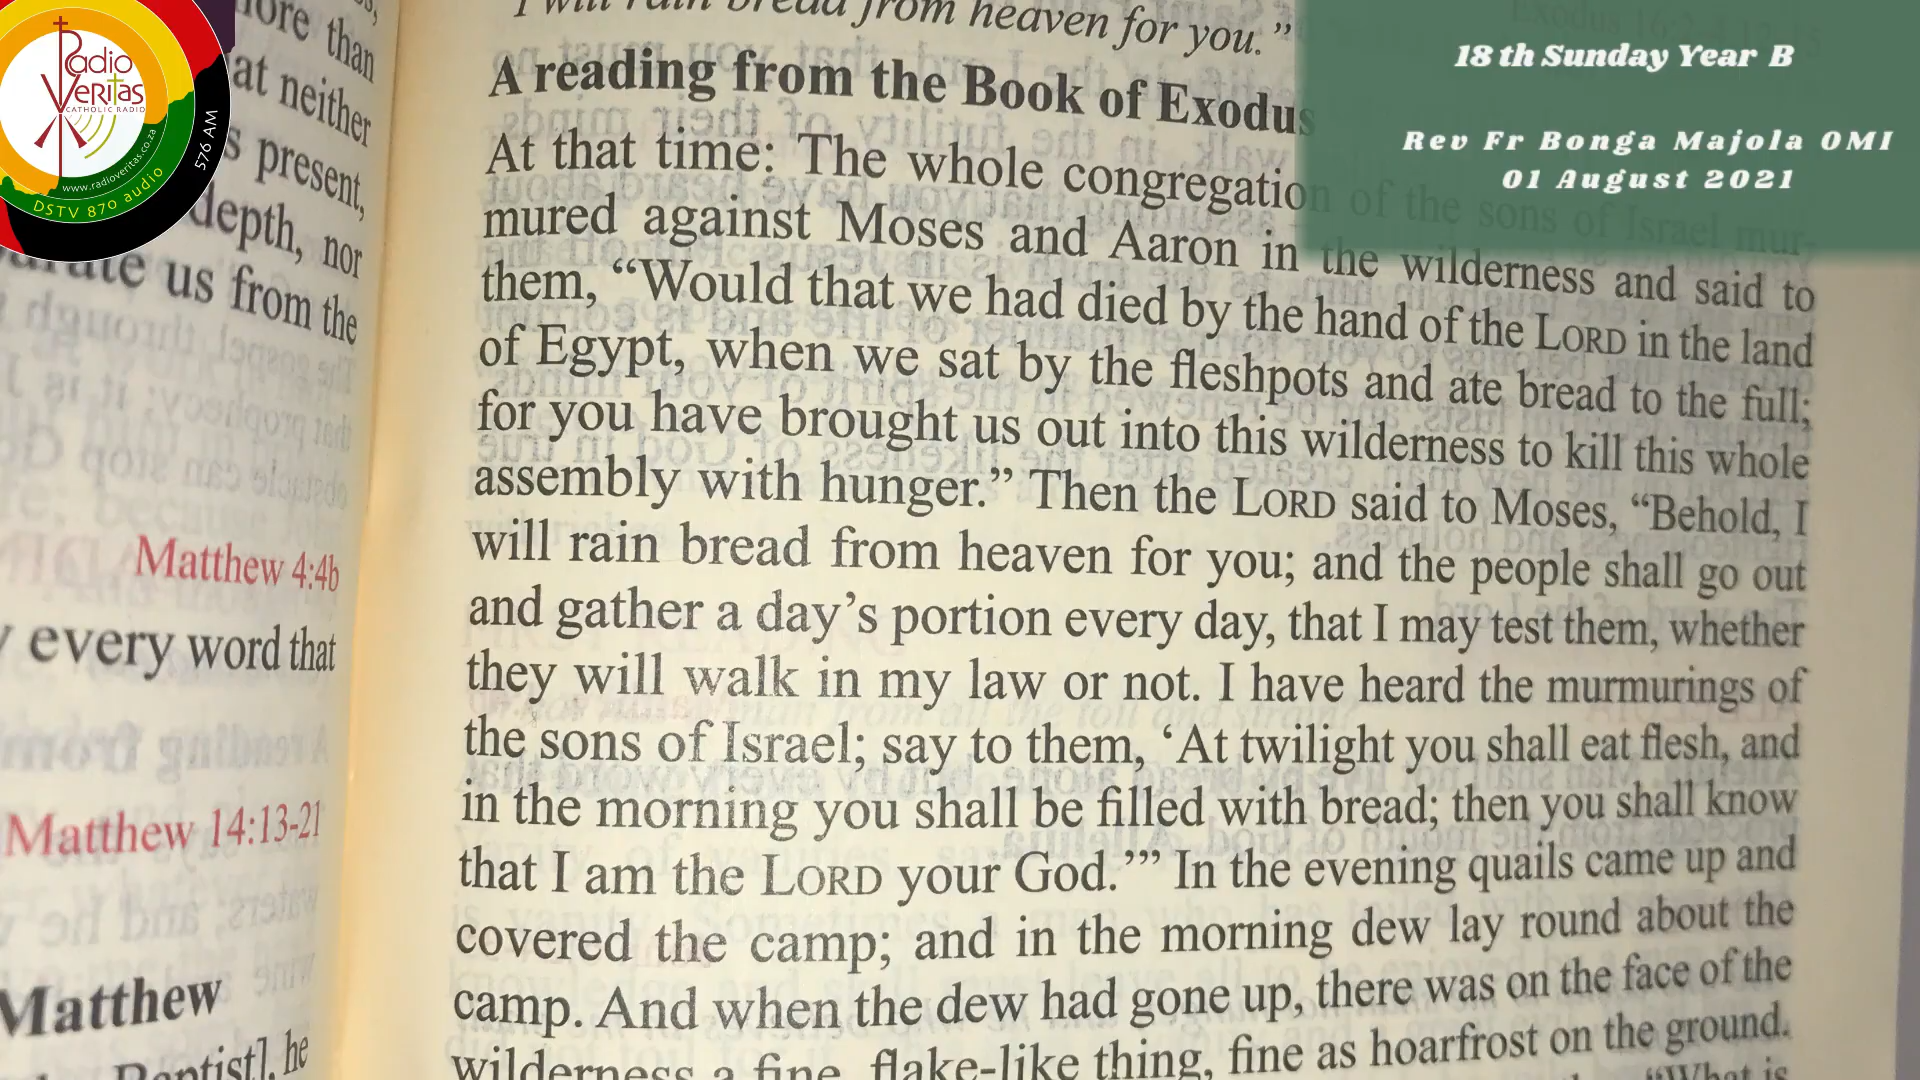 Radio
Veritas
CATHOLIC RADIO
www.radioveritas.co.za
DSTV 870 audio
576 AM
more than
at neither
s present,
depth, nor
us from the
Matthew 4:4b
every word that
Matthew 14:13-21
Matthew
Baptist], he
I will rain bread from heaven for you.”
A reading from the Book of Exodus
At that time: The whole congregation of the sons of Israel mur-
mured against Moses and Aaron in the wilderness and said to
them, “Would that we had died by the hand of the LORD in the land
of Egypt, when we sat by the fleshpots and ate bread to the full;
for you have brought us out into this wilderness to kill this whole
assembly with hunger.” Then the LORD said to Moses, “Behold, I
will rain bread from heaven for you; and the people shall go out
and gather a day’s portion every day, that I may test them, whether
they will walk in my law or not. I have heard the murmurings of
the sons of Israel; say to them, ‘At twilight you shall eat flesh, and
in the morning you shall be filled with bread; then you shall know
that I am the LORD your God.’” In the evening quails came up and
covered the camp; and in the morning dew lay round about the
camp. And when the dew had gone up, there was on the face of the
wilderness a fine, flake-like thing, fine as hoarfrost on the ground.
“What is
18 th Sunday Year B
Rev Fr Bonga Majola OMI
01 August 2021